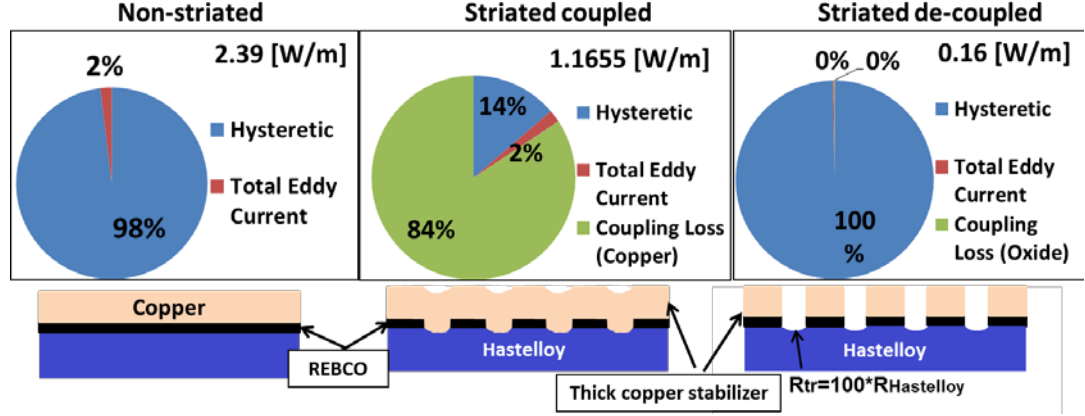 Non-striated
2.39 [W/m]
2%
98%
Hysteretic
Total Eddy
Current
Striated coupled
1.1655 [W/m]
14%
2%
84%
Hysteretic
Total Eddy
Current
Coupling Loss
(Copper)
Striated de-coupled
0.16 [W/m]
0% 0%
100
%
Hysteretic
Total Eddy
Current
Coupling
Loss (Oxide)
Copper
REBCO
Hastelloy
Thick copper stabilizer
Hastelloy
Rtr=100*RHastelloy